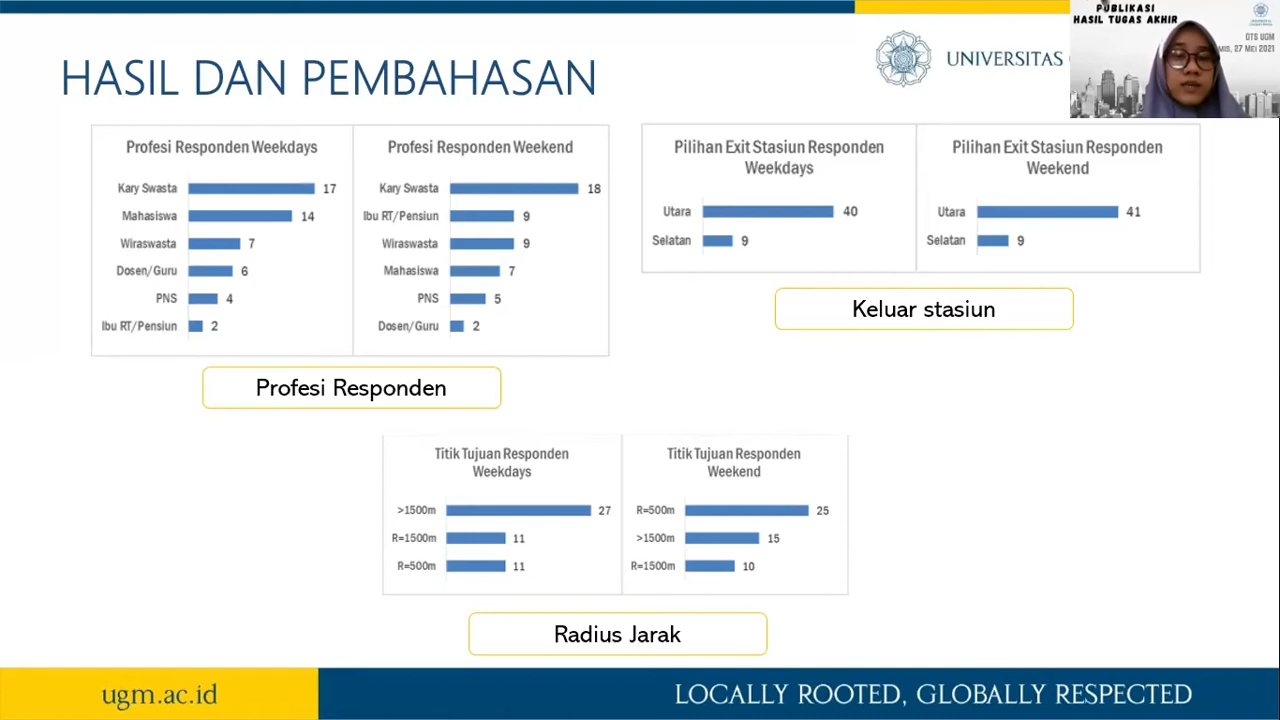 PUBLIKASI
HASIL TUGAS AKHIR
DTS UGM
MIS, 27 MEI 2021
UNIVERSITAS
HASIL DAN PEMBAHASAN
Profesi Responden Weekdays
Kary Swasta 17
Mahasiswa 14
Wiraswasta 7
Dosen/Guru 6
PNS 4
Ibu RT/Pensiun 2
Profesi Responden Weekend
Kary Swasta 18
Ibu RT/Pensiun 9
Wiraswasta 9
Mahasiswa 7
PNS 5
Dosen/Guru 2
Profesi Responden
Pilihan Exit Stasiun Responden
Weekdays
Utara 40
Selatan 9
Pilihan Exit Stasiun Responden
Weekend
Utara 41
Selatan 9
Keluar stasiun
Titik Tujuan Responden
Weekdays
>1500m 27
R=1500m 11
R=500m 11
Titik Tujuan Responden
Weekend
R=500m 25
>1500m 15
R=1500m 10
Radius Jarak
ugm.ac.id
LOCALLY ROOTED, GLOBALLY RESPECTED